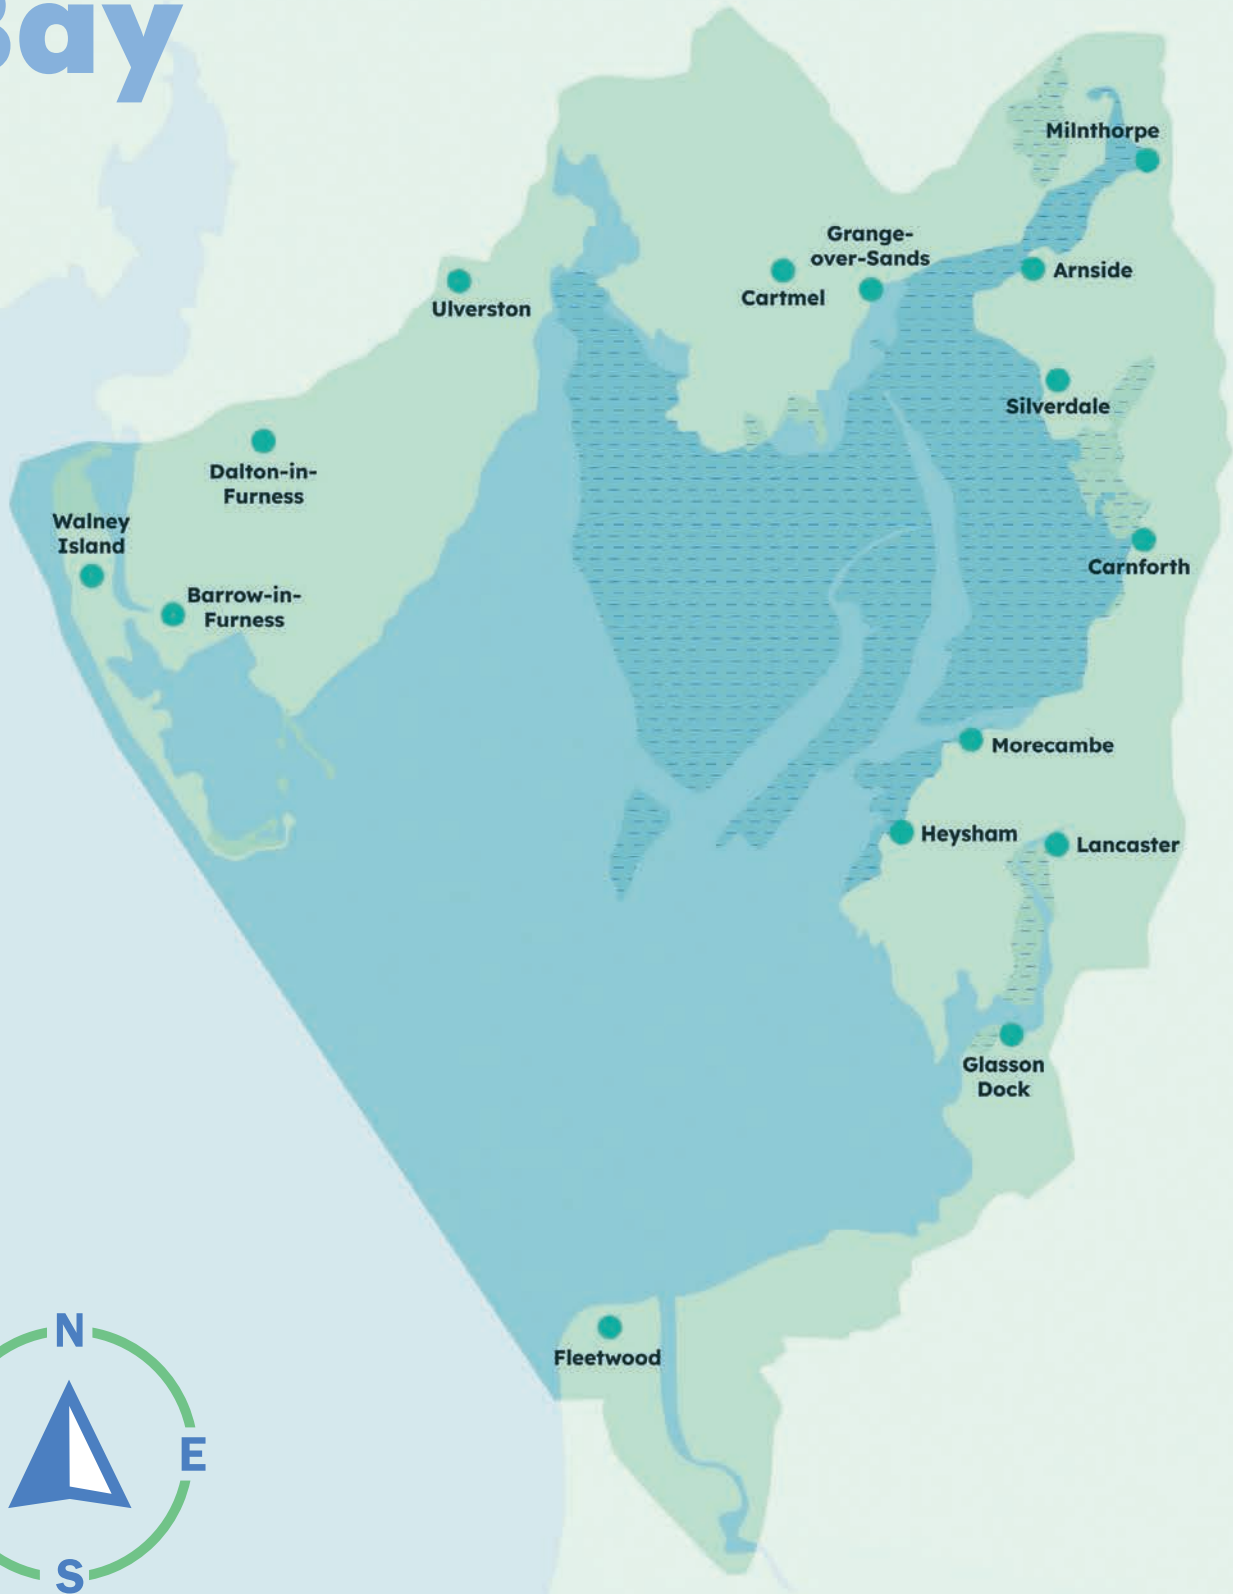 Bay
Milnthorpe
Grange-
over-Sands
Arnside
Cartmel
Ulverston
Silverdale
Dalton-in-
Furness
Walney
Island
Carnforth
Barrow-in-
Furness
Morecambe
Heysham
Lancaster
Glasson
Dock
Fleetwood
N
E
S